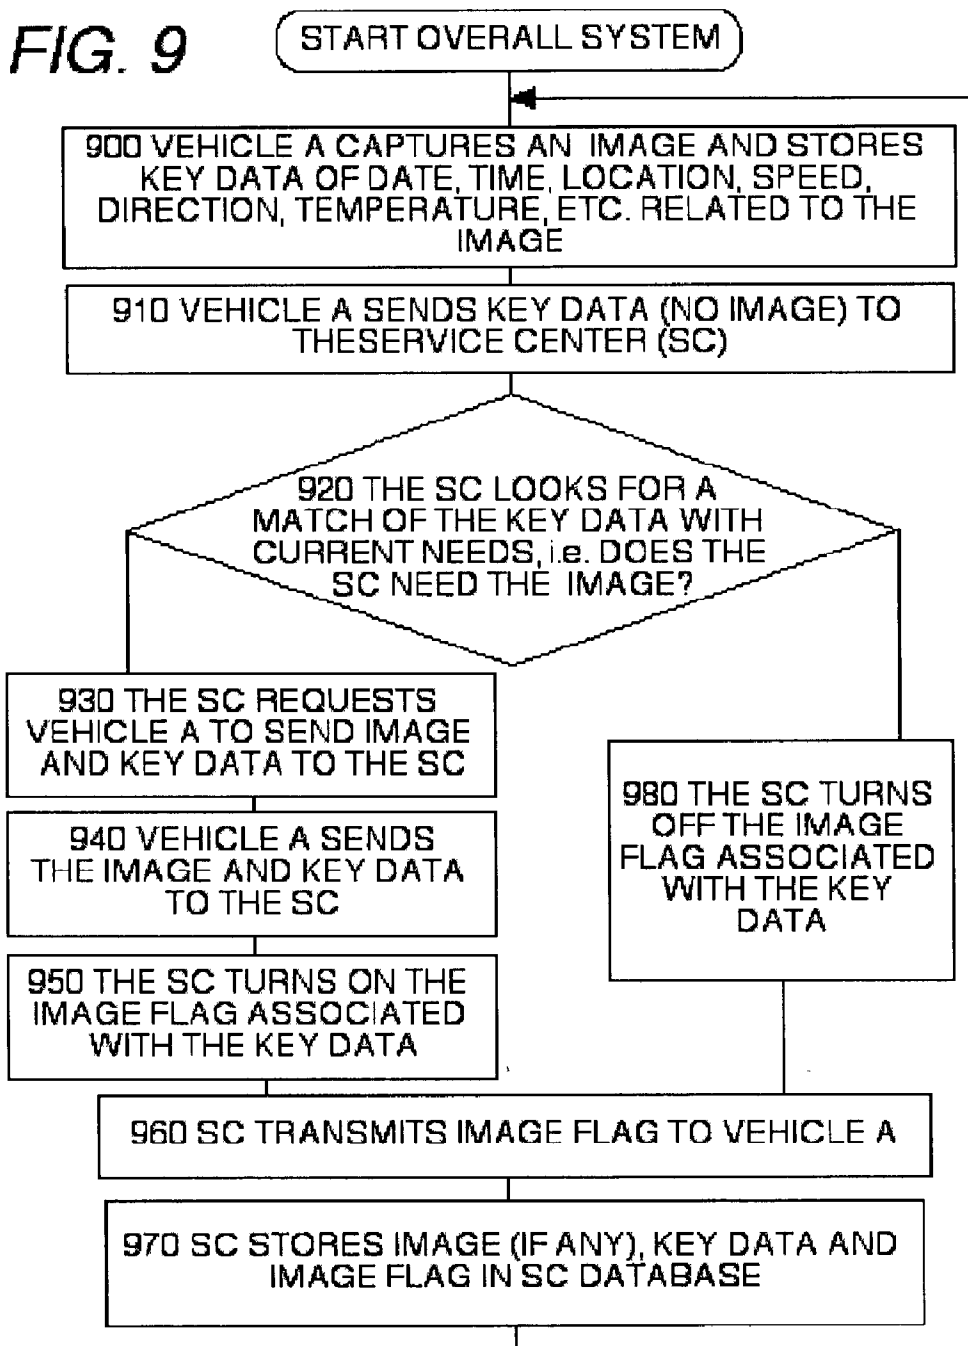 FIG. 9
START OVERALL SYSTEM
900 VEHICLE A CAPTURES AN IMAGE AND STORES
KEY DATA OF DATE, TIME, LOCATION, SPEED,
DIRECTION, TEMPERATURE, ETC. RELATED TO THE
IMAGE
910 VEHICLE A SENDS KEY DATA (NO IMAGE) TO
THESERVICE CENTER (SC)
920 THE SC LOOKS FOR A
MATCH OF THE KEY DATA WITH
CURRENT NEEDS, i.e. DOES THE
SC NEED THE IMAGE?
930 THE SC REQUESTS
VEHICLE A TO SEND IMAGE
AND KEY DATA TO THE SC
940 VEHICLE A SENDS
THE IMAGE AND KEY DATA
TO THE SC
950 THE SC TURNS ON THE
IMAGE FLAG ASSOCIATED
WITH THE KEY DATA
980 THE SC TURNS
OFF THE IMAGE
FLAG ASSOCIATED
WITH THE KEY
DATA
960 SC TRANSMITS IMAGE FLAG TO VEHICLE A
970 SC STORES IMAGE (IF ANY), KEY DATA AND
IMAGE FLAG IN SC DATABASE